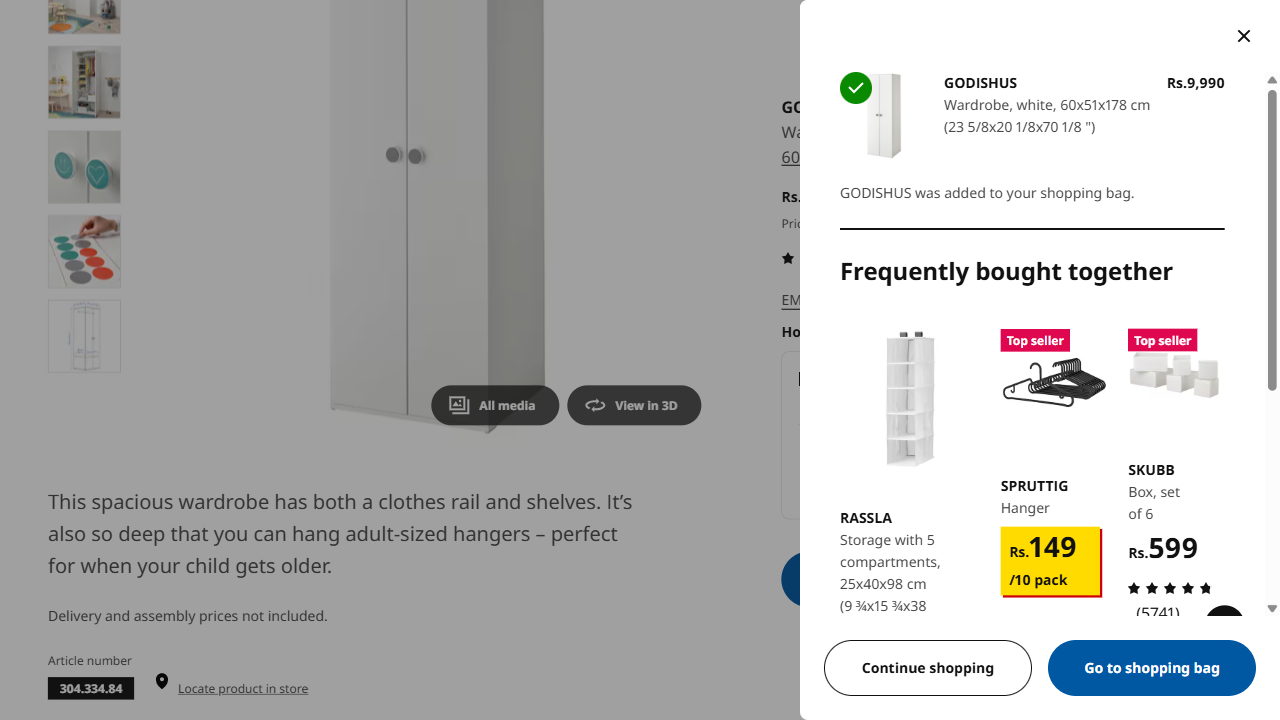 All media
View in 3D
This spacious wardrobe has both a clothes rail and shelves. It's
also so deep that you can hang adult-sized hangers – perfect
for when your child gets older.
Delivery and assembly prices not included.
Article number
304.334.84
Locate product in store
GO
Wa
60
Rs.
Pric
EM
Ho
GODISHUS
Rs.9,990
Wardrobe, white, 60x51x178 cm
(23 5/8x20 1/8x70 1/8 ")
GODISHUS was added to your shopping bag.
Frequently bought together
RASSLA
Storage with 5
compartments,
25x40x98 cm
(9 ¾x15 ¾x38
Top seller
SPRUTTIG
Hanger
Rs.149
/10 pack
Top seller
SKUBB
Box, set
of 6
Rs.599
(5741)
Continue shopping
Go to shopping bag